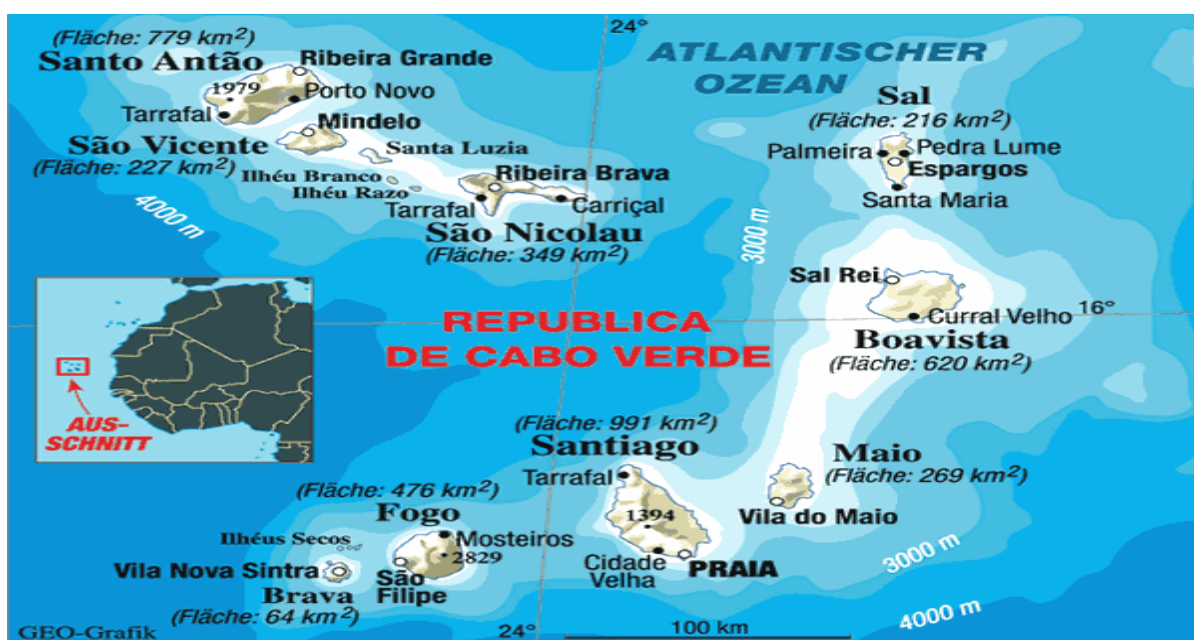 (Fläche: 779 km²)
Santo Antão
Ribeira Grande
1979
Porto Novo
Tarrafal
Mindelo
São Vicente
(Fläche: 227 km²)
Santa Luzia
Ilhéu Branco
Ilhéu Razo
Ribeira Brava
Tarrafal
Carriçal
São Nicolau
(Fläche: 349 km²)
4000 m
24°
ATLANTISCHER
OZEAN
Sal
(Fläche: 216 km²)
Palmeira
Pedra Lume
Espargos
Santa Maria
3000 m
Sal Rei
Curral Velho
16°
Boavista
(Fläche: 620 km²)
REPUBLICA
DE CABO VERDE
AUS-
SCHNITT
(Fläche: 991 km²)
Santiago
Tarrafal
1394
Cidade
Velha
PRAIA
Maio
(Fläche: 269 km²)
Vila do Maio
(Fläche: 476 km²)
Fogo
Mosteiros
2829
São
Filipe
Ilhéus Secos
Vila Nova Sintra
Brava
(Fläche: 64 km²)
3000 m
4000 m
GEO-Grafik
24°
100 km